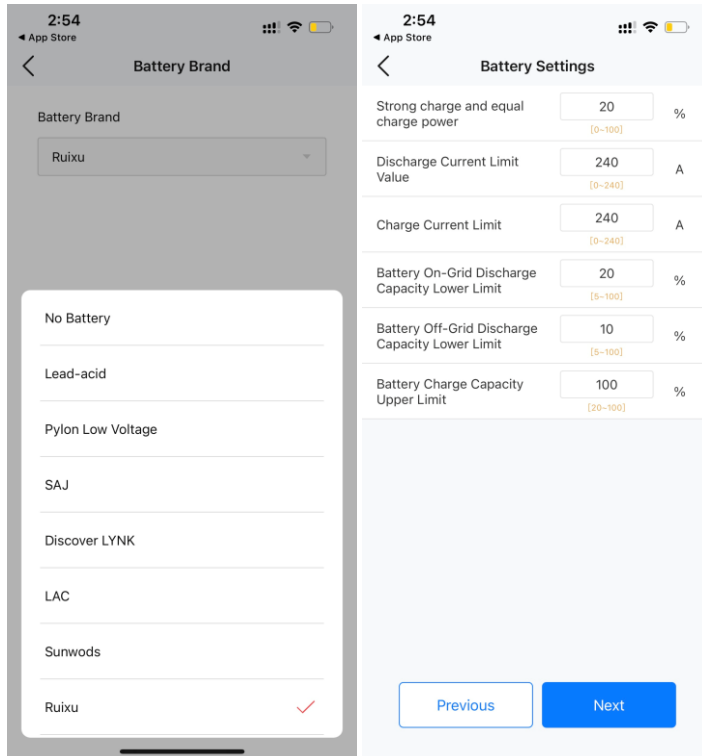 2:54
◀ App Store
Battery Brand
Battery Brand
Ruixu
No Battery
Lead-acid
Pylon Low Voltage
SAJ
Discover LYNK
LAC
Sunwods
Ruixu
2:54
◀ App Store
Battery Settings
Strong charge and equal
charge power
20
%
[0~100]
Discharge Current Limit
Value
240
A
[0~240]
Charge Current Limit
240
A
[0~240]
Battery On-Grid Discharge
Capacity Lower Limit
20
%
[5~100]
Battery Off-Grid Discharge
Capacity Lower Limit
10
%
[5~100]
Battery Charge Capacity
Upper Limit
100
%
[20~100]
Previous
Next